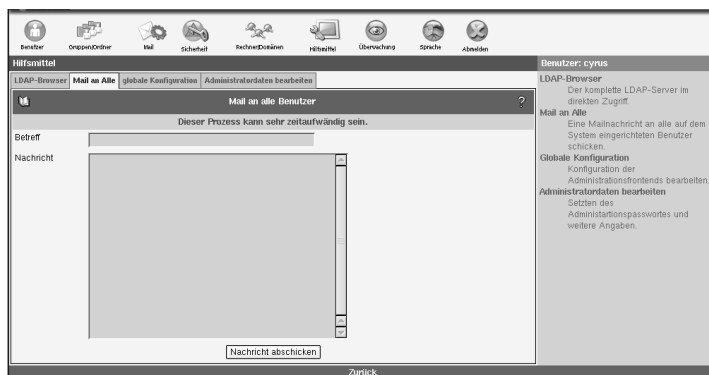 Benutzer Gruppen/Ordner Mail Sicherheit Rechner/Domänen Hilfsmittel Überwachung Sprache Abmelden
Hilfsmittel
LDAP-Browser Mail an Alle globale Konfiguration Administratordaten bearbeiten
Mail an alle Benutzer ?
Dieser Prozess kann sehr zeitaufwändig sein.
Betreff
Nachricht
Nachricht abschicken
Benutzer: cyrus
LDAP-Browser
Der komplette LDAP-Server im
direkten Zugriff.
Mail an Alle
Eine Mailnachricht an alle auf dem
System eingerichteten Benutzer
schicken.
Globale Konfiguration
Konfiguration der
Administrationsfrontends bearbeiten.
Administratordaten bearbeiten
Setzten des
Administartionspasswortes und
weitere Angaben.
Zurück